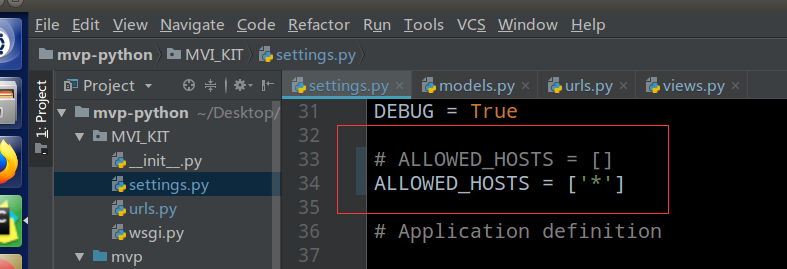 File Edit View Navigate Code Refactor Run Tools VCS Window Help
mvp-python MVI_KIT settings.py
1: Project
Project
settings.py models.py urls.py views.py
mvp-python ~/Desktop/
MVI_KIT
__init__.py
settings.py
urls.py
wsgi.py
mvp
31 DEBUG = True
32
33 # ALLOWED_HOSTS = []
34 ALLOWED_HOSTS = ['*']
35
36 # Application definition
37